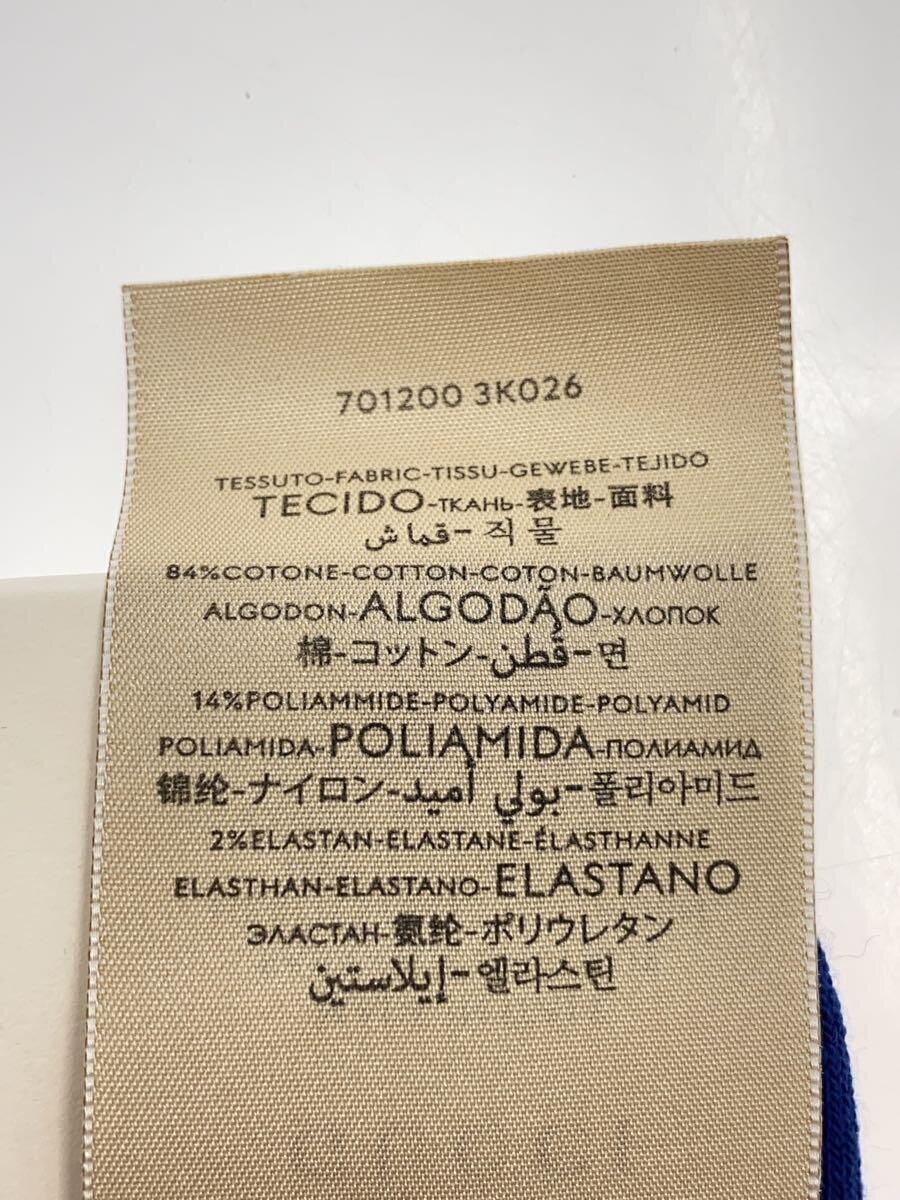 701200 3K026
TESSUTO-FABRIC-TISSU-GEWEBE-TEJIDO
TECIDO-ТКАНЬ-表地-面料
قماش-직물
84%COTONE-COTTON-COTON-BAUMWOLLE
ALGODON-ALGODÃO-ХЛОПОК
棉-コットン-قطن-면
14%POLIAMMIDE-POLYAMIDE-POLYAMID
POLIAMIDA-POLIAMIDA-ПОЛИАМИД
锦纶-ナイロン-بولي أميد-폴리아미드
2%ELASTAN-ELASTANE-ÉLASTHANNE
ELASTHAN-ELASTANO-ELASTANO
ЭЛАСТАН-氨纶-ポリウレタン
إيلاستين-엘라스틴